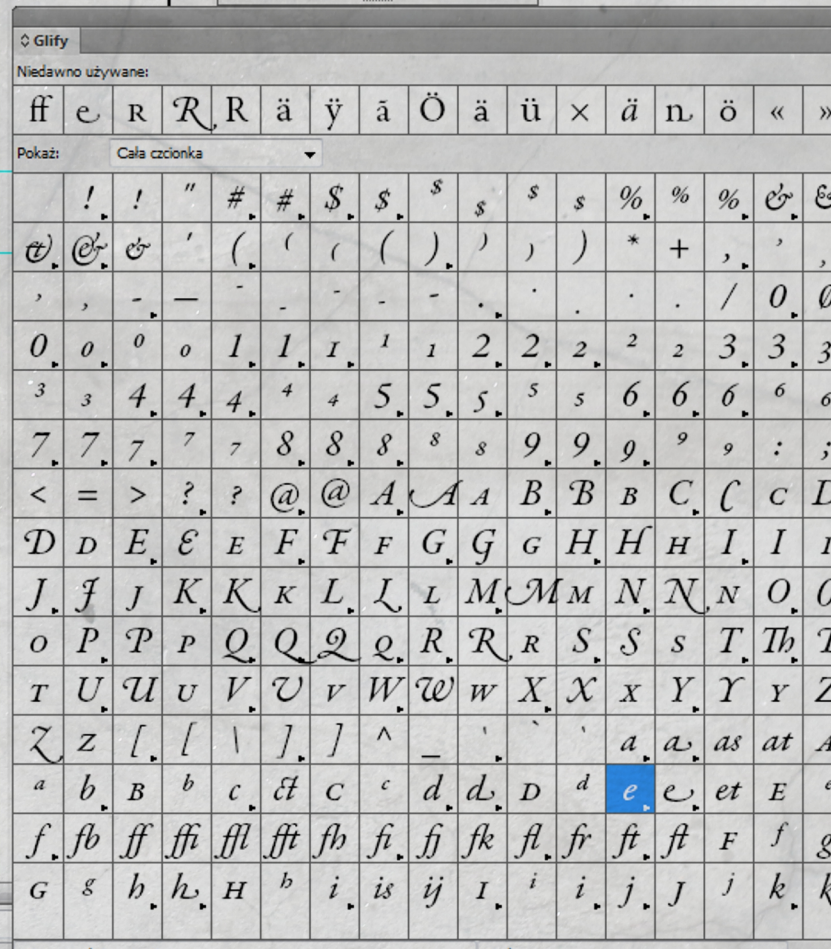 Glify
Niedawno używane:
ff e R R R ä ÿ ã Ö ä ü × ä n ö « »
Pokaż: Cała czcionka
! ! " # # $ $ $ $ $ $ % % % &
& & & ' ( ( ( ( ) ) ) ) * + , ,
, , - — - - - - - . . . . . / 0
0 0 0 0 1 1 1 1 1 2 2 2 2 2 3 3 3
3 3 4 4 4 4 4 5 5 5 5 5 6 6 6 6 6
7 7 7 7 7 8 8 8 8 8 9 9 9 9 9 : ;
< = > ? ? @ @ A A A B B B C C C D
D D E E E F F F G G G H H H I I I
J J J K K K L L L M M M N N N O O
O P P P Q Q Q Q R R R S S S T Th T
T U U U V V V W W W X X X Y Y Y Z
Z Z [ [ \ ] ] ^ _ ` ` ` a a as at A
a b B b c ct C c d d D d e e et E e
f fb ff ffi ffl fft fh fi fj fk fl fr ft ft F f g
G g h h H h i is ij I i i j J j k k